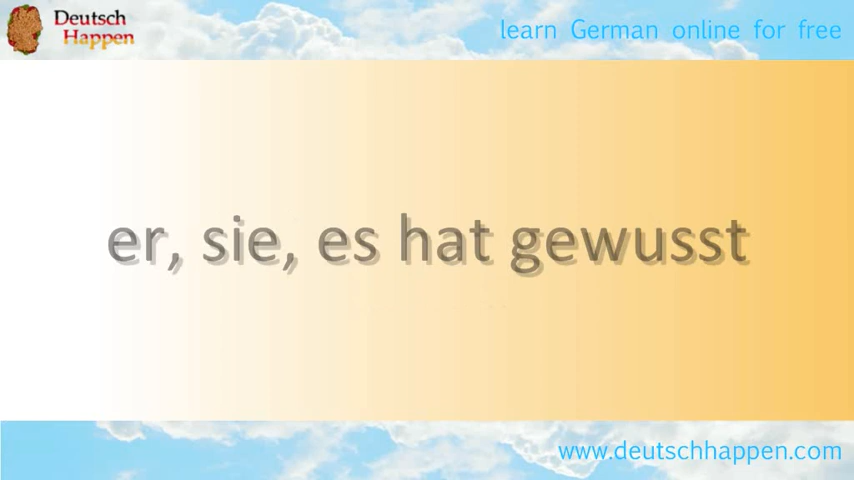 Deutsch
Happen
learn German online for free
er, sie, es hat gewusst
www.deutschhappen.com